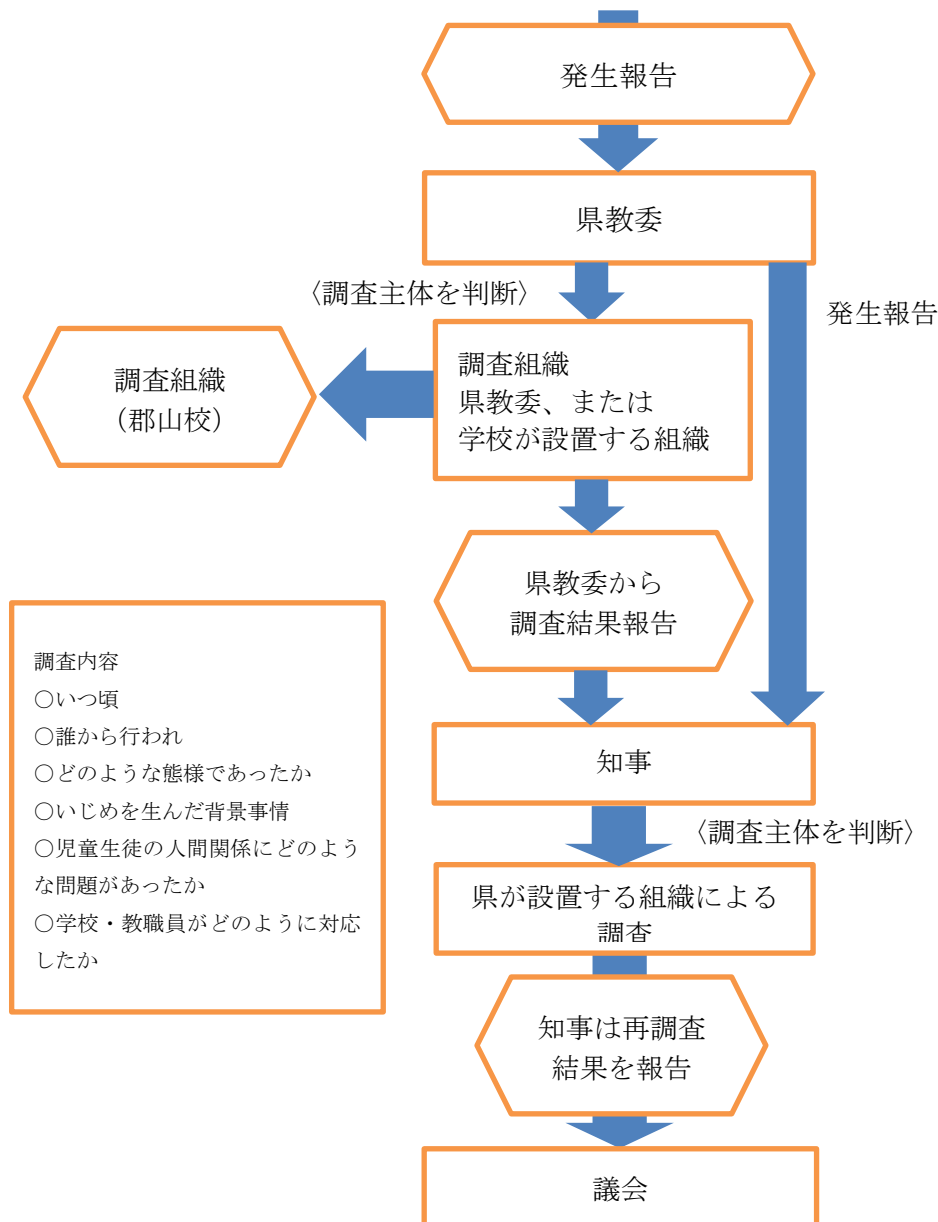 発生報告
県教委
〈調査主体を判断〉
発生報告
調査組織
(郡山校)
調査組織
県教委、または
学校が設置する組織
県教委から
調査結果報告
調査内容
○いつ頃
○誰から行われ
○どのような態様であったか
○いじめを生んだ背景事情
○児童生徒の人間関係にどのよう
な問題があったか
○学校・教職員がどのように対応
したか
知事
〈調査主体を判断〉
県が設置する組織による
調査
知事は再調査
結果を報告
議会